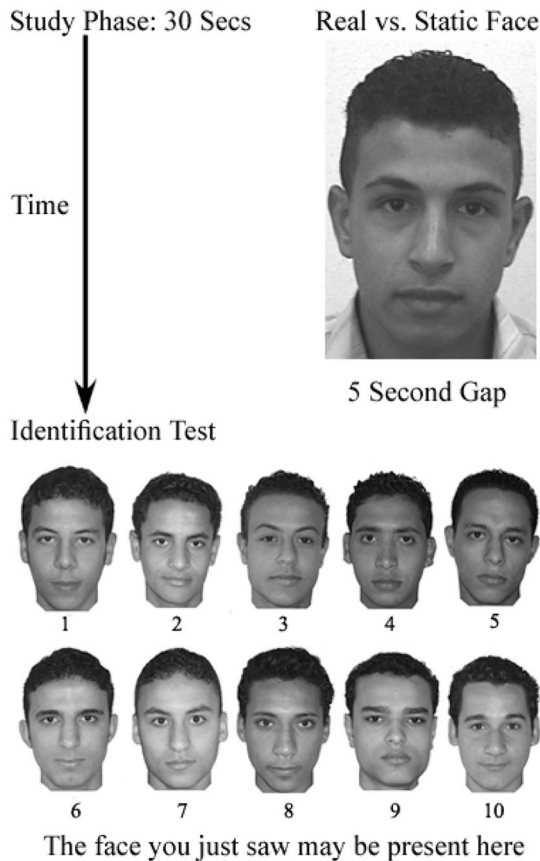 Study Phase: 30 Secs
Real vs. Static Face
Time
5 Second Gap
Identification Test
1 2 3 4 5
6 7 8 9 10
The face you just saw may be present here